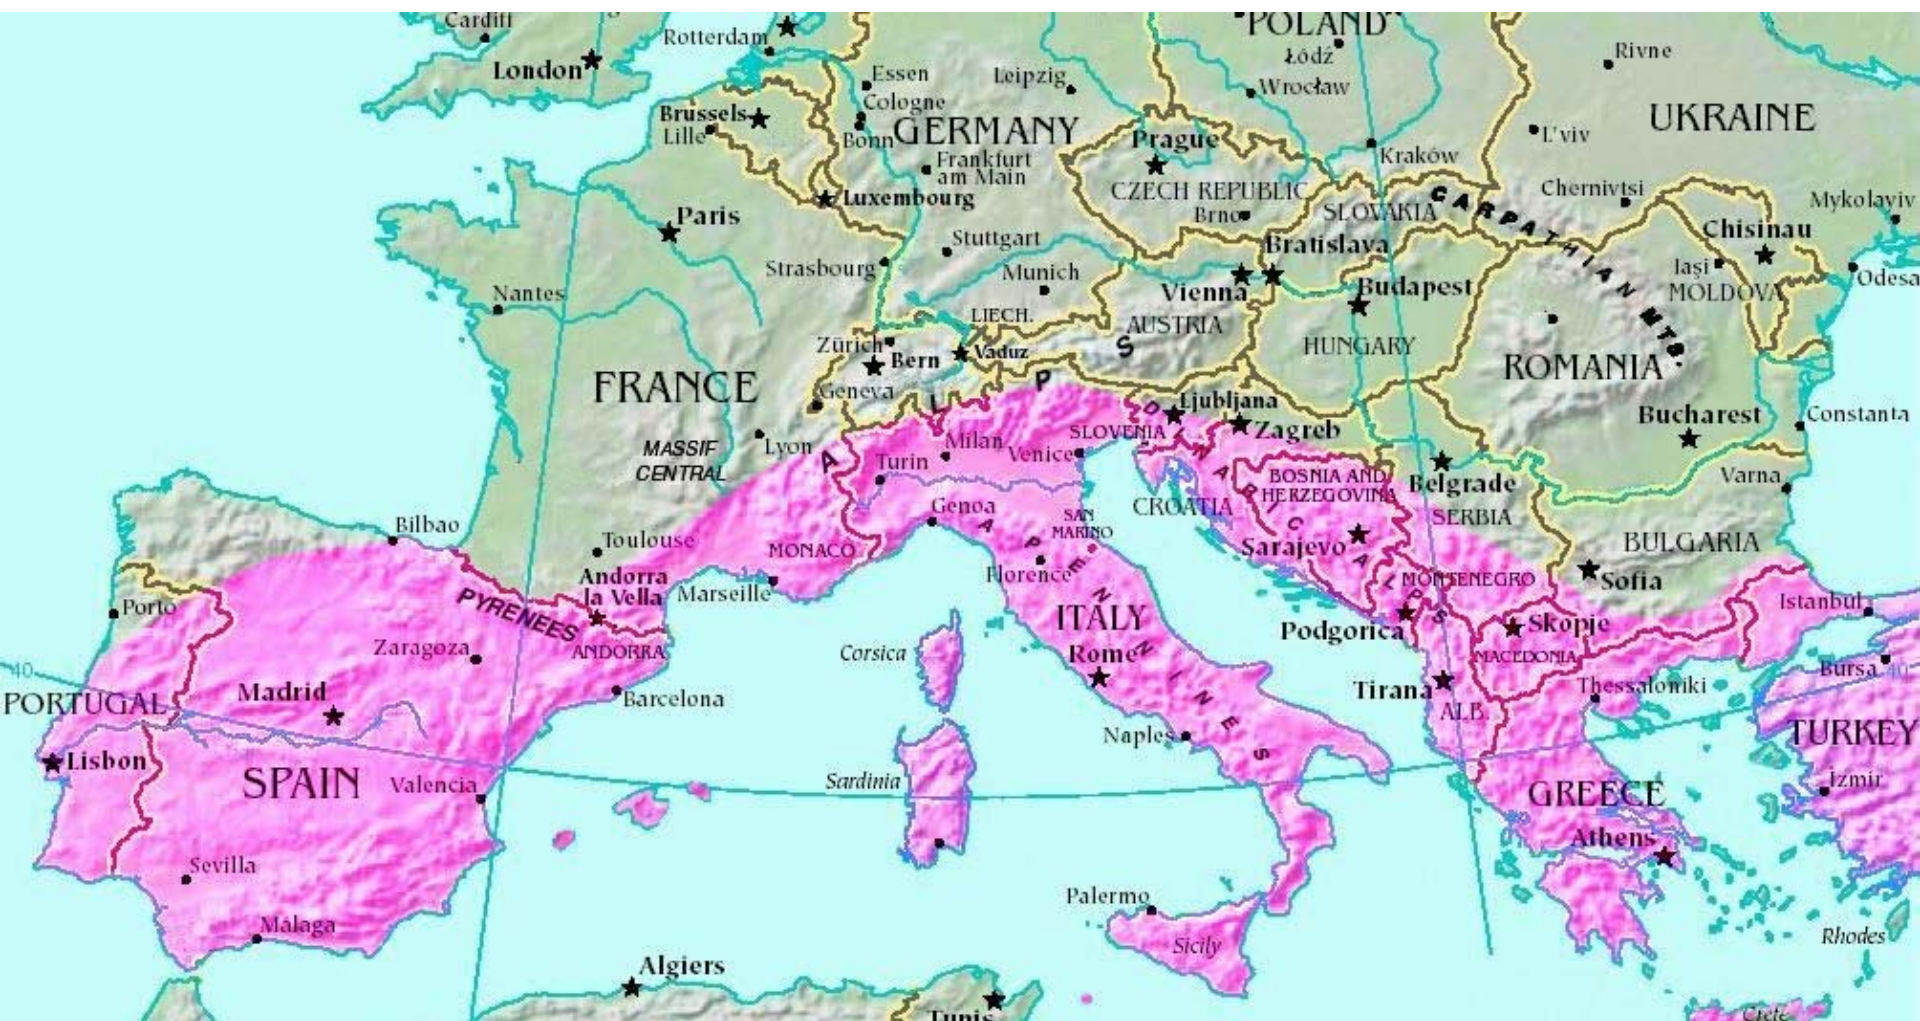 Cardiff
London
Rotterdam
Essen
Cologne
Bonn
Leipzig
POLAND
Łódź
Wrocław
Rivne
Brussels
Lille
GERMANY
Frankfurt
am Main
Prague
CZECH REPUBLIC
Brno
Kraków
L'viv
UKRAINE
Luxembourg
SLOVAKIA
CARPATHIAN MTS.
Chernivtsi
Chisinau
Mykolayiv
Paris
Stuttgart
Strasbourg
Munich
Vienna
Bratislava
Budapest
Iaşi
MOLDOVA
Odesa
Nantes
LIECH.
AUSTRIA
Zürich
Bern
Vaduz
Geneva
HUNGARY
ROMANIA
FRANCE
ALPS
Ljubljana
Zagreb
Bucharest
Constanta
MASSIF
CENTRAL
Lyon
Milan
Turin
Venice
SLOVENIA
DINARIC ALPS
BOSNIA AND
HERZEGOVINA
Belgrade
Varna
Genoa
SAN
MARINO
CROATIA
SERBIA
Bilbao
Toulouse
MONACO
Florence
APENNINES
Sarajevo
BULGARIA
Sofia
Porto
PYRENEES
Andorra
la Vella
Marseille
MONTENEGRO
Istanbul
ITALY
Podgorica
Skopje
Zaragoza
ANDORRA
Corsica
Rome
MACEDONIA
Bursa
40
40
PORTUGAL
Madrid
Barcelona
Tirana
ALB.
Thessaloniki
Naples
TURKEY
Lisbon
SPAIN
Valencia
Sardinia
GREECE
İzmir
Athens
Sevilla
Palermo
Málaga
Sicily
Rhodes
Algiers
Tunis
Crete